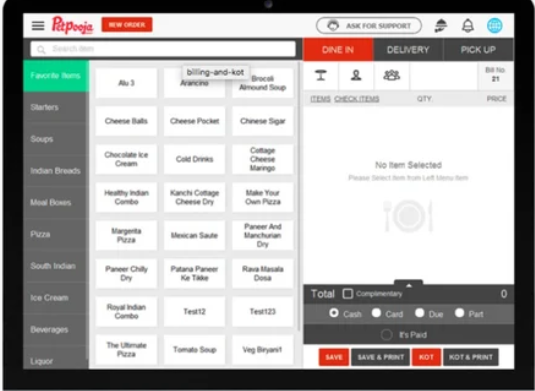 Petpooja
NEW ORDER
ASK FOR SUPPORT
Search item
DINE IN
DELIVERY
PICK UP
Favorite Items
Starters
Soups
Indian Breads
Meal Boxes
Pizza
South Indian
Ice Cream
Beverages
Liquor
Alu 3
Arancino
Brocoli
Almound Soup
billing-and-kot
Cheese Balls
Cheese Pocket
Chinese Sigar
Chocolate Ice
Cream
Cold Drinks
Cottage
Cheese
Maringo
Healthy Indian
Combo
Kanchi Cottage
Cheese Dry
Make Your
Own Pizza
Margerita
Pizza
Mexican Saute
Paneer And
Manchurian
Dry
Paneer Chilly
Dry
Patana Paneer
Ke Tikke
Rava Masala
Dosa
Royal Indian
Combo
Test12
Test123
The Ultimate
Pizza
Tomato Soup
Veg Biryani1
Bill No.
21
ITEMS
CHECK ITEMS
QTY.
PRICE
No Item Selected
Please Select Item from Left Menu Item
Total
Complimentary
0
Cash
Card
Due
Part
It's Paid
SAVE
SAVE & PRINT
KOT
KOT & PRINT